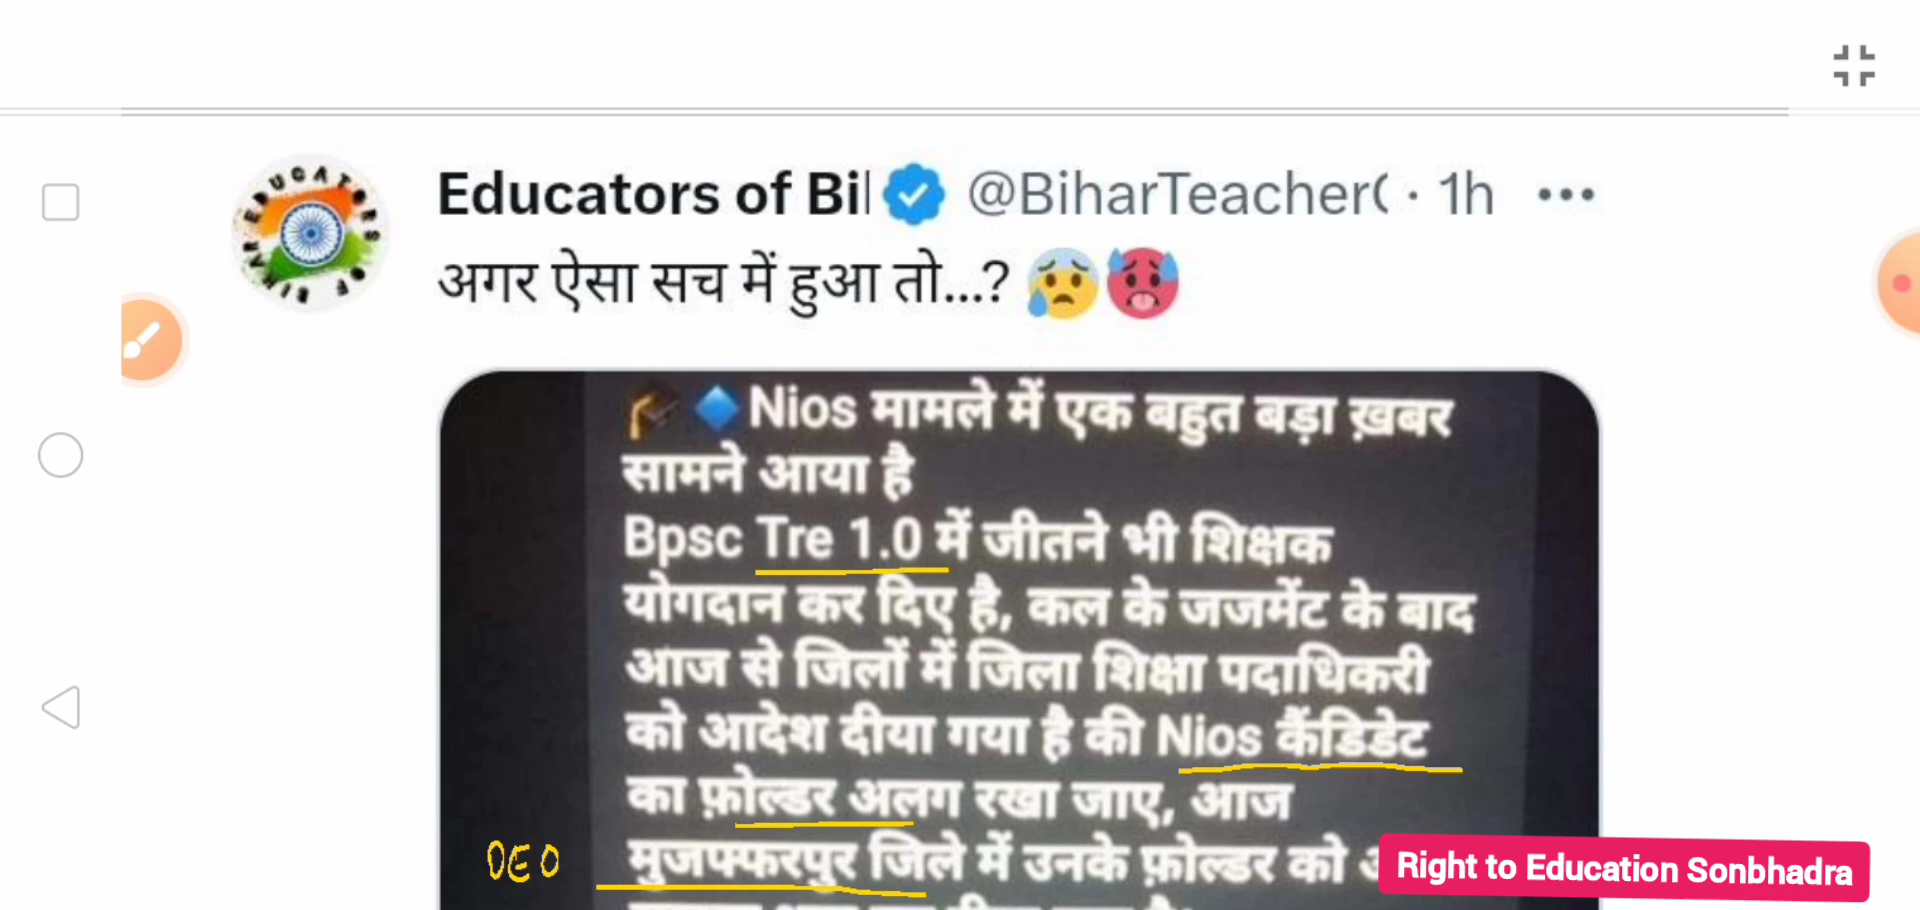 Educators of Bi @BiharTeacher · 1h
अगर ऐसा सच में हुआ तो...? 😰🥵
🎓🔷Nios मामले में एक बहुत बड़ा ख़बर
सामने आया है
Bpsc Tre 1.0 में जीतने भी शिक्षक
योगदान कर दिए है, कल के जजमेंट के बाद
आज से जिलों में जिला शिक्षा पदाधिकरी
को आदेश दीया गया है की Nios कैंडिडेट
का फ़ोल्डर अलग रखा जाए, आज
DEO मुजफ्फरपुर जिले में उनके फ़ोल्डर को
Right to Education Sonbhadra